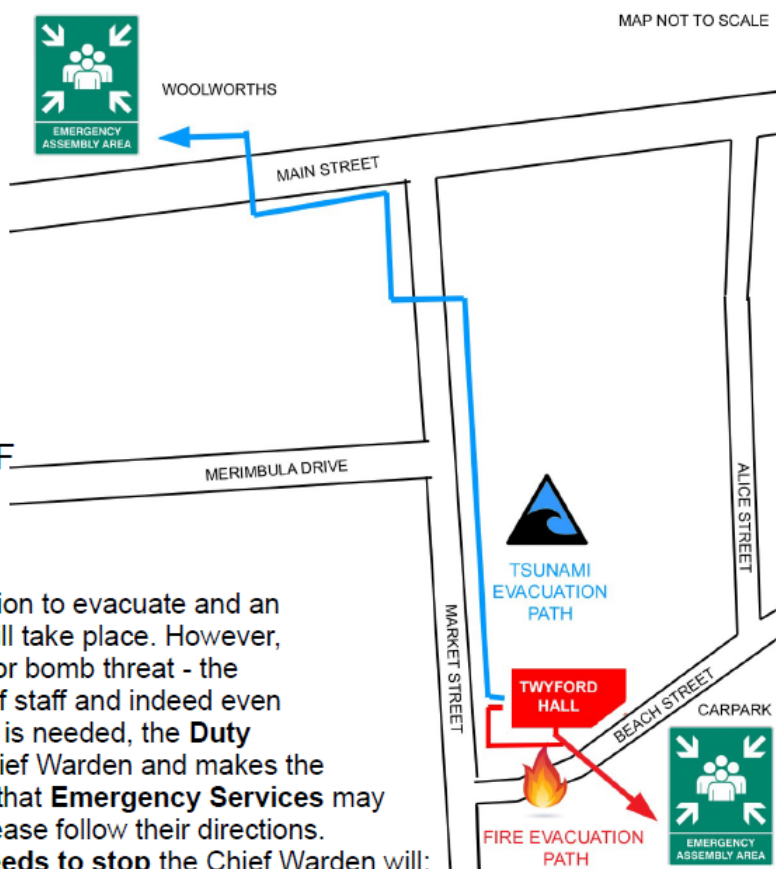 MAP NOT TO SCALE
WOOLWORTHS
EMERGENCY
ASSEMBLY AREA
MAIN STREET
F
MERIMBULA DRIVE
ALICE STREET
TSUNAMI
EVACUATION
PATH
MARKET STREET
TWYFORD
HALL
BEACH STREET
CARPARK
EMERGENCY
ASSEMBLY AREA
FIRE EVACUATION
PATH
ion to evacuate and an
ll take place. However,
or bomb threat - the
f staff and indeed even
is needed, the Duty
ief Warden and makes the
that Emergency Services may
ease follow their directions.
eeds to stop the Chief Warden will: